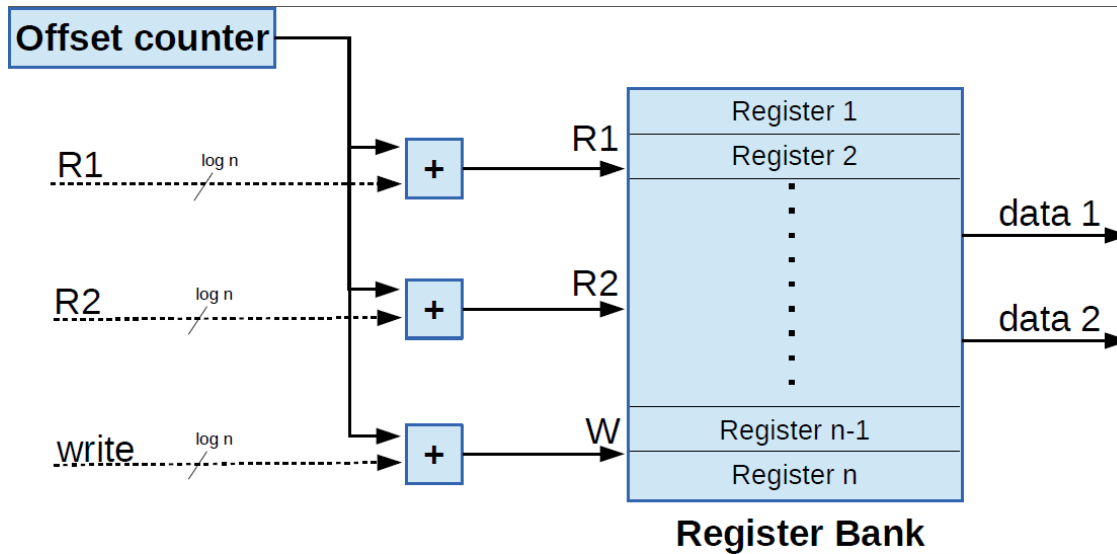 Offset counter
R1
log n
+
R1
R2
log n
+
R2
write
log n
+
W
Register 1
Register 2
Register n-1
Register n
data 1
data 2
Register Bank